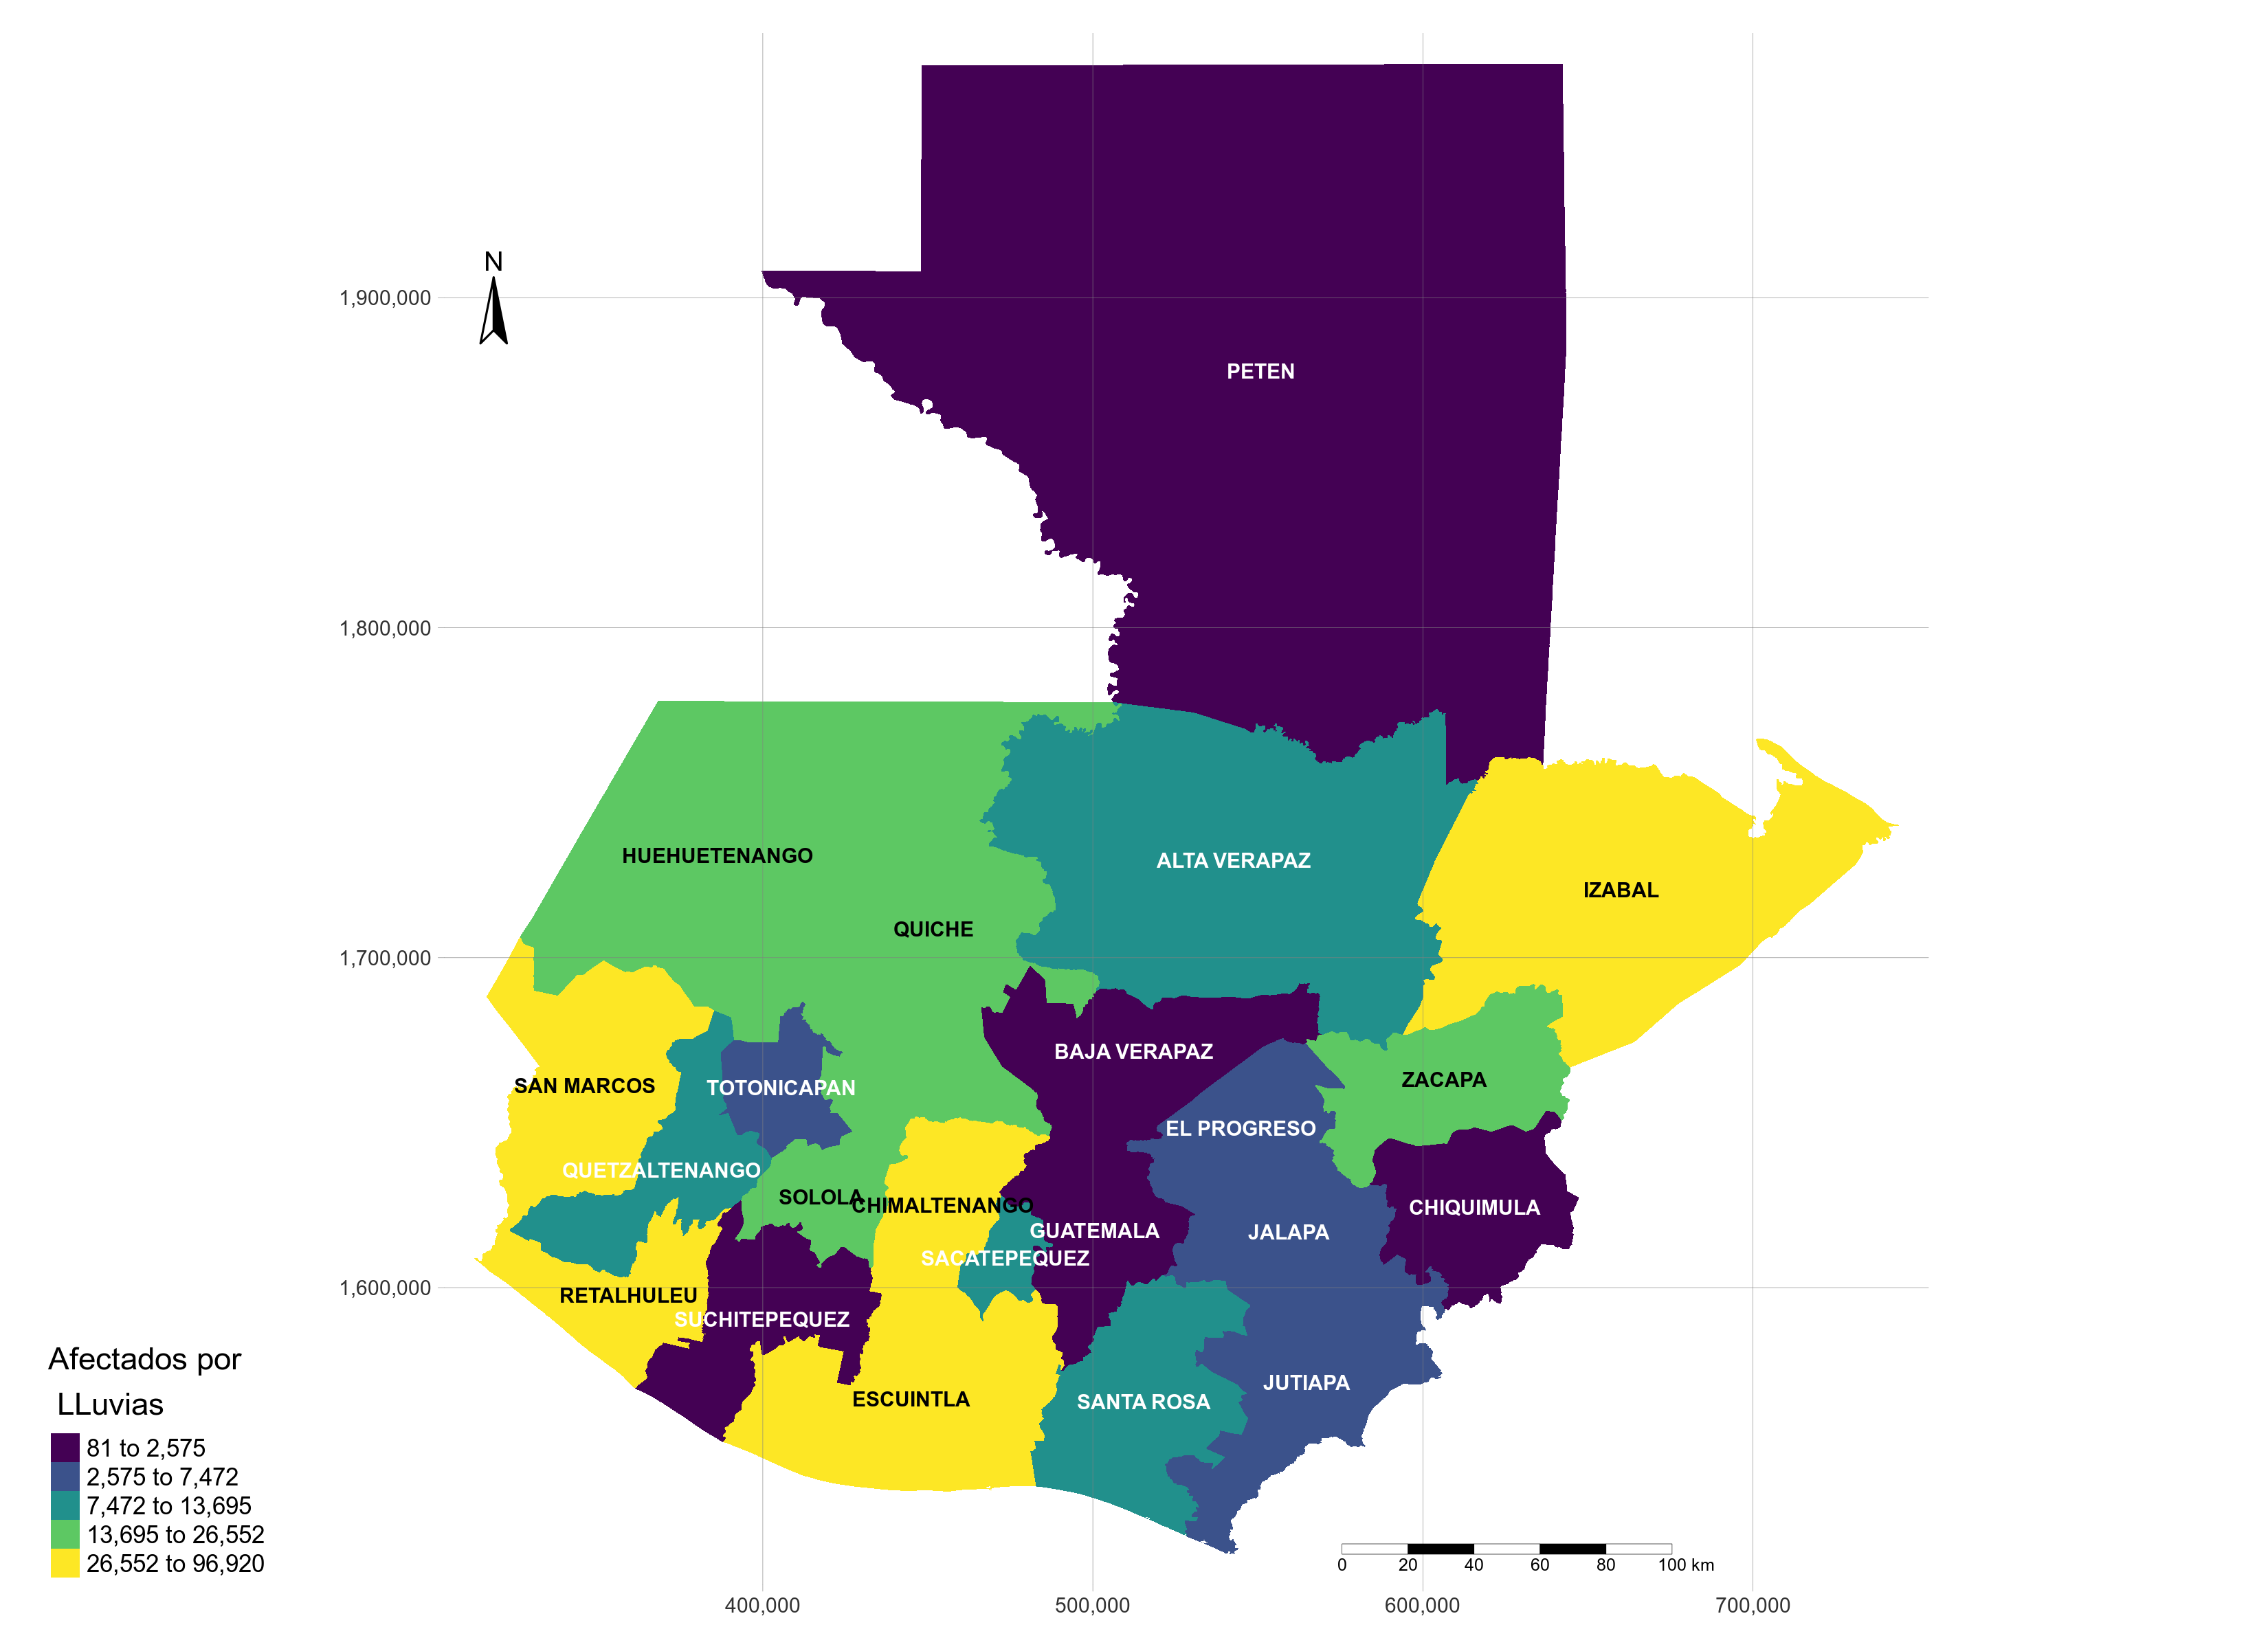 N
1,900,000
PETEN
1,800,000
HUEHUETENANGO
ALTA VERAPAZ
IZABAL
QUICHE
1,700,000
BAJA VERAPAZ
ZACAPA
SAN MARCOS
TOTONICAPAN
EL PROGRESO
QUETZALTENANGO
SOLOLA
CHIMALTENANGO
CHIQUIMULA
GUATEMALA
JALAPA
SACATEPEQUEZ
1,600,000
RETALHULEU
SUCHITEPEQUEZ
JUTIAPA
ESCUINTLA
SANTA ROSA
Afectados por
LLuvias
81 to 2,575
2,575 to 7,472
7,472 to 13,695
13,695 to 26,552
26,552 to 96,920
0 20 40 60 80 100 km
400,000 500,000 600,000 700,000